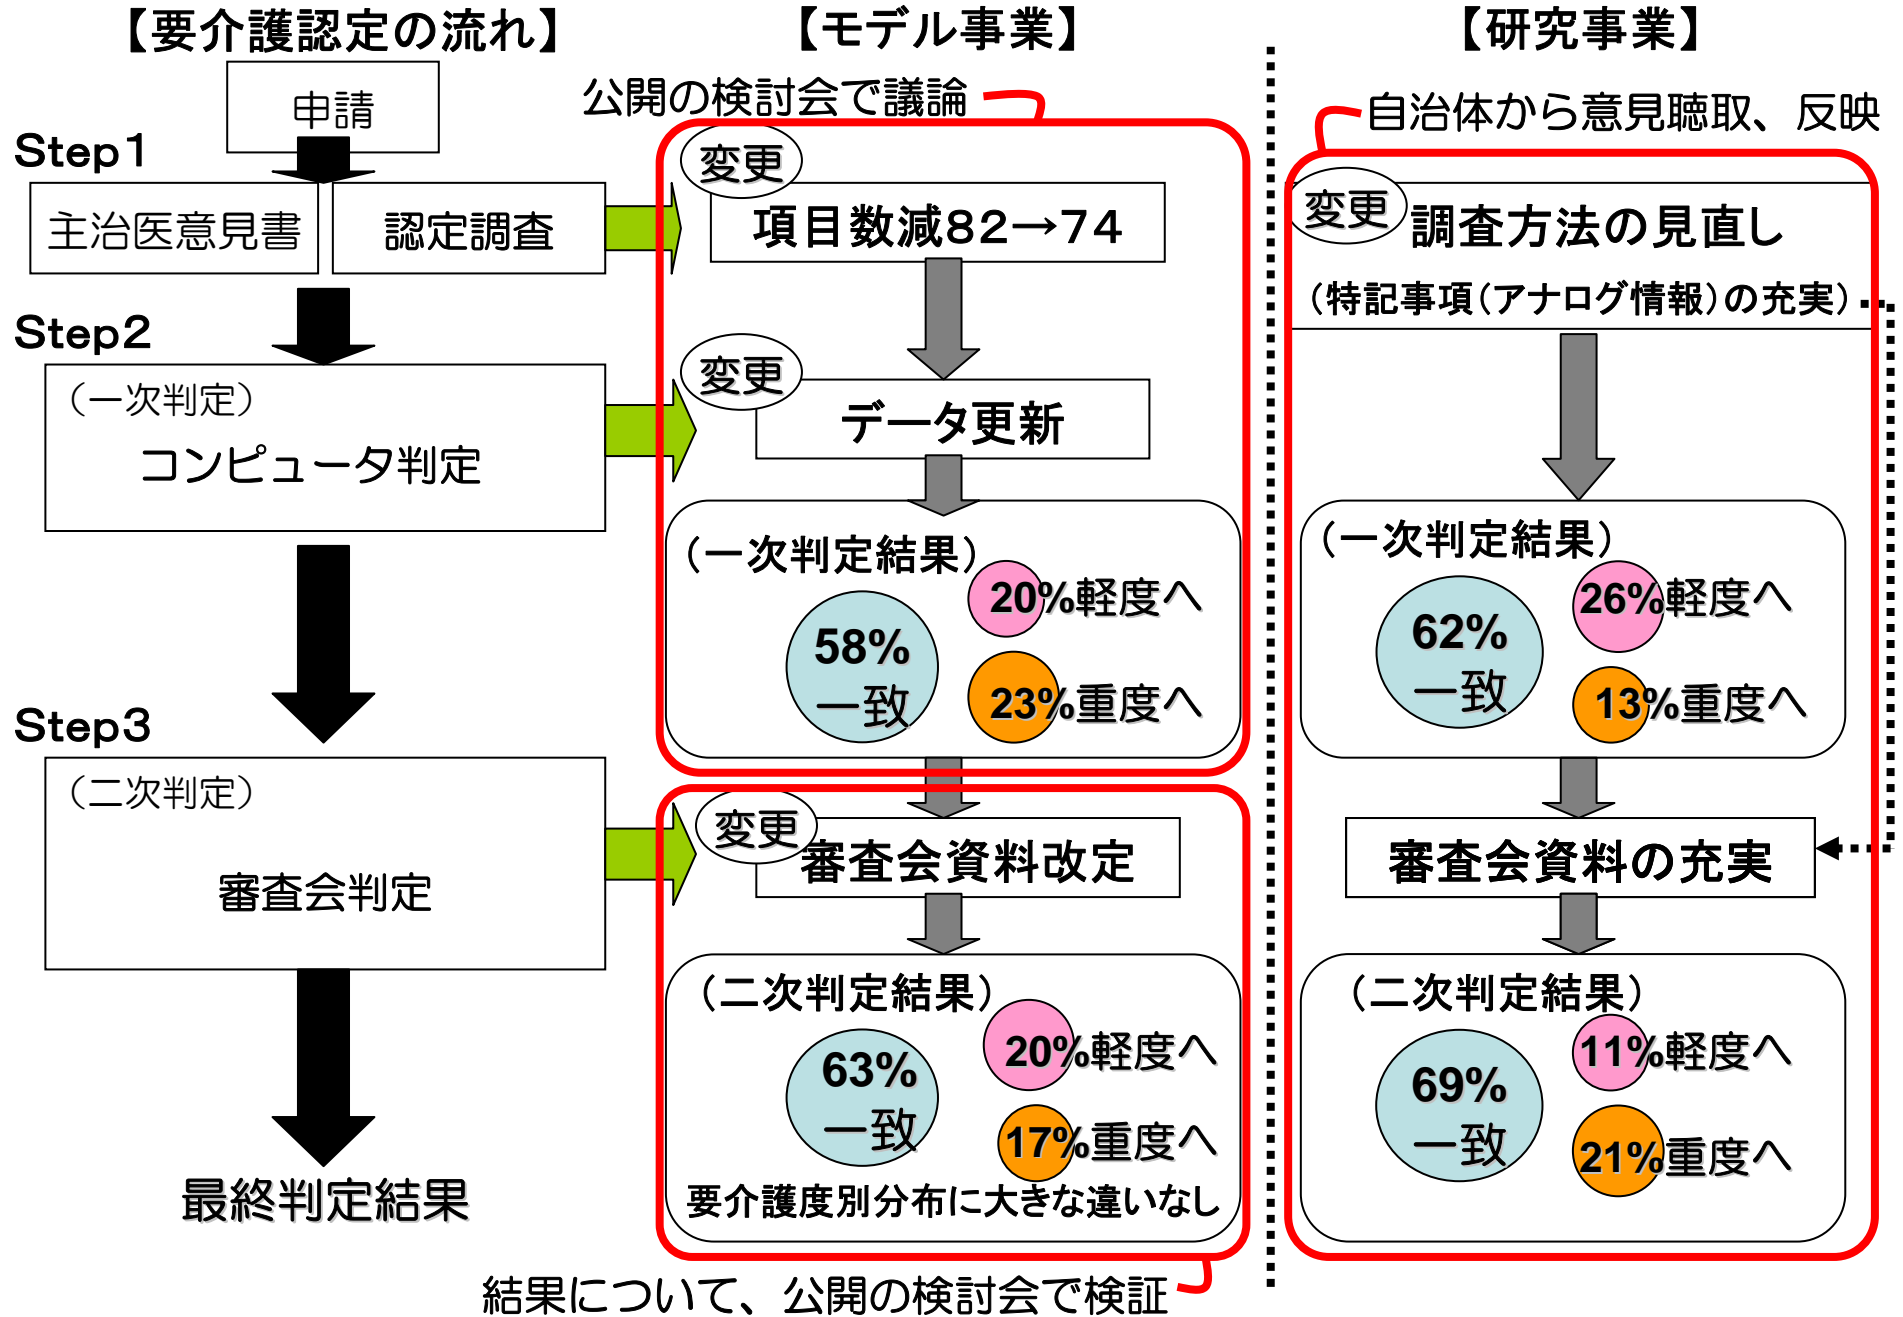 【要介護認定の流れ】
申請
Step1
主治医意見書
認定調査
Step2
（一次判定）
コンピュータ判定
Step3
（二次判定）
審査会判定
最終判定結果
【モデル事業】
公開の検討会で議論
変更
項目数減８２→７４
変更
データ更新
（一次判定結果）
58%
一致
20%軽度へ
23%重度へ
変更
審査会資料改定
（二次判定結果）
63%
一致
20%軽度へ
17%重度へ
要介護度別分布に大きな違いなし
結果について、公開の検討会で検証
【研究事業】
自治体から意見聴取、反映
変更
調査方法の見直し
（特記事項（アナログ情報）の充実）
（一次判定結果）
62%
一致
26%軽度へ
13%重度へ
審査会資料の充実
（二次判定結果）
69%
一致
11%軽度へ
21%重度へ